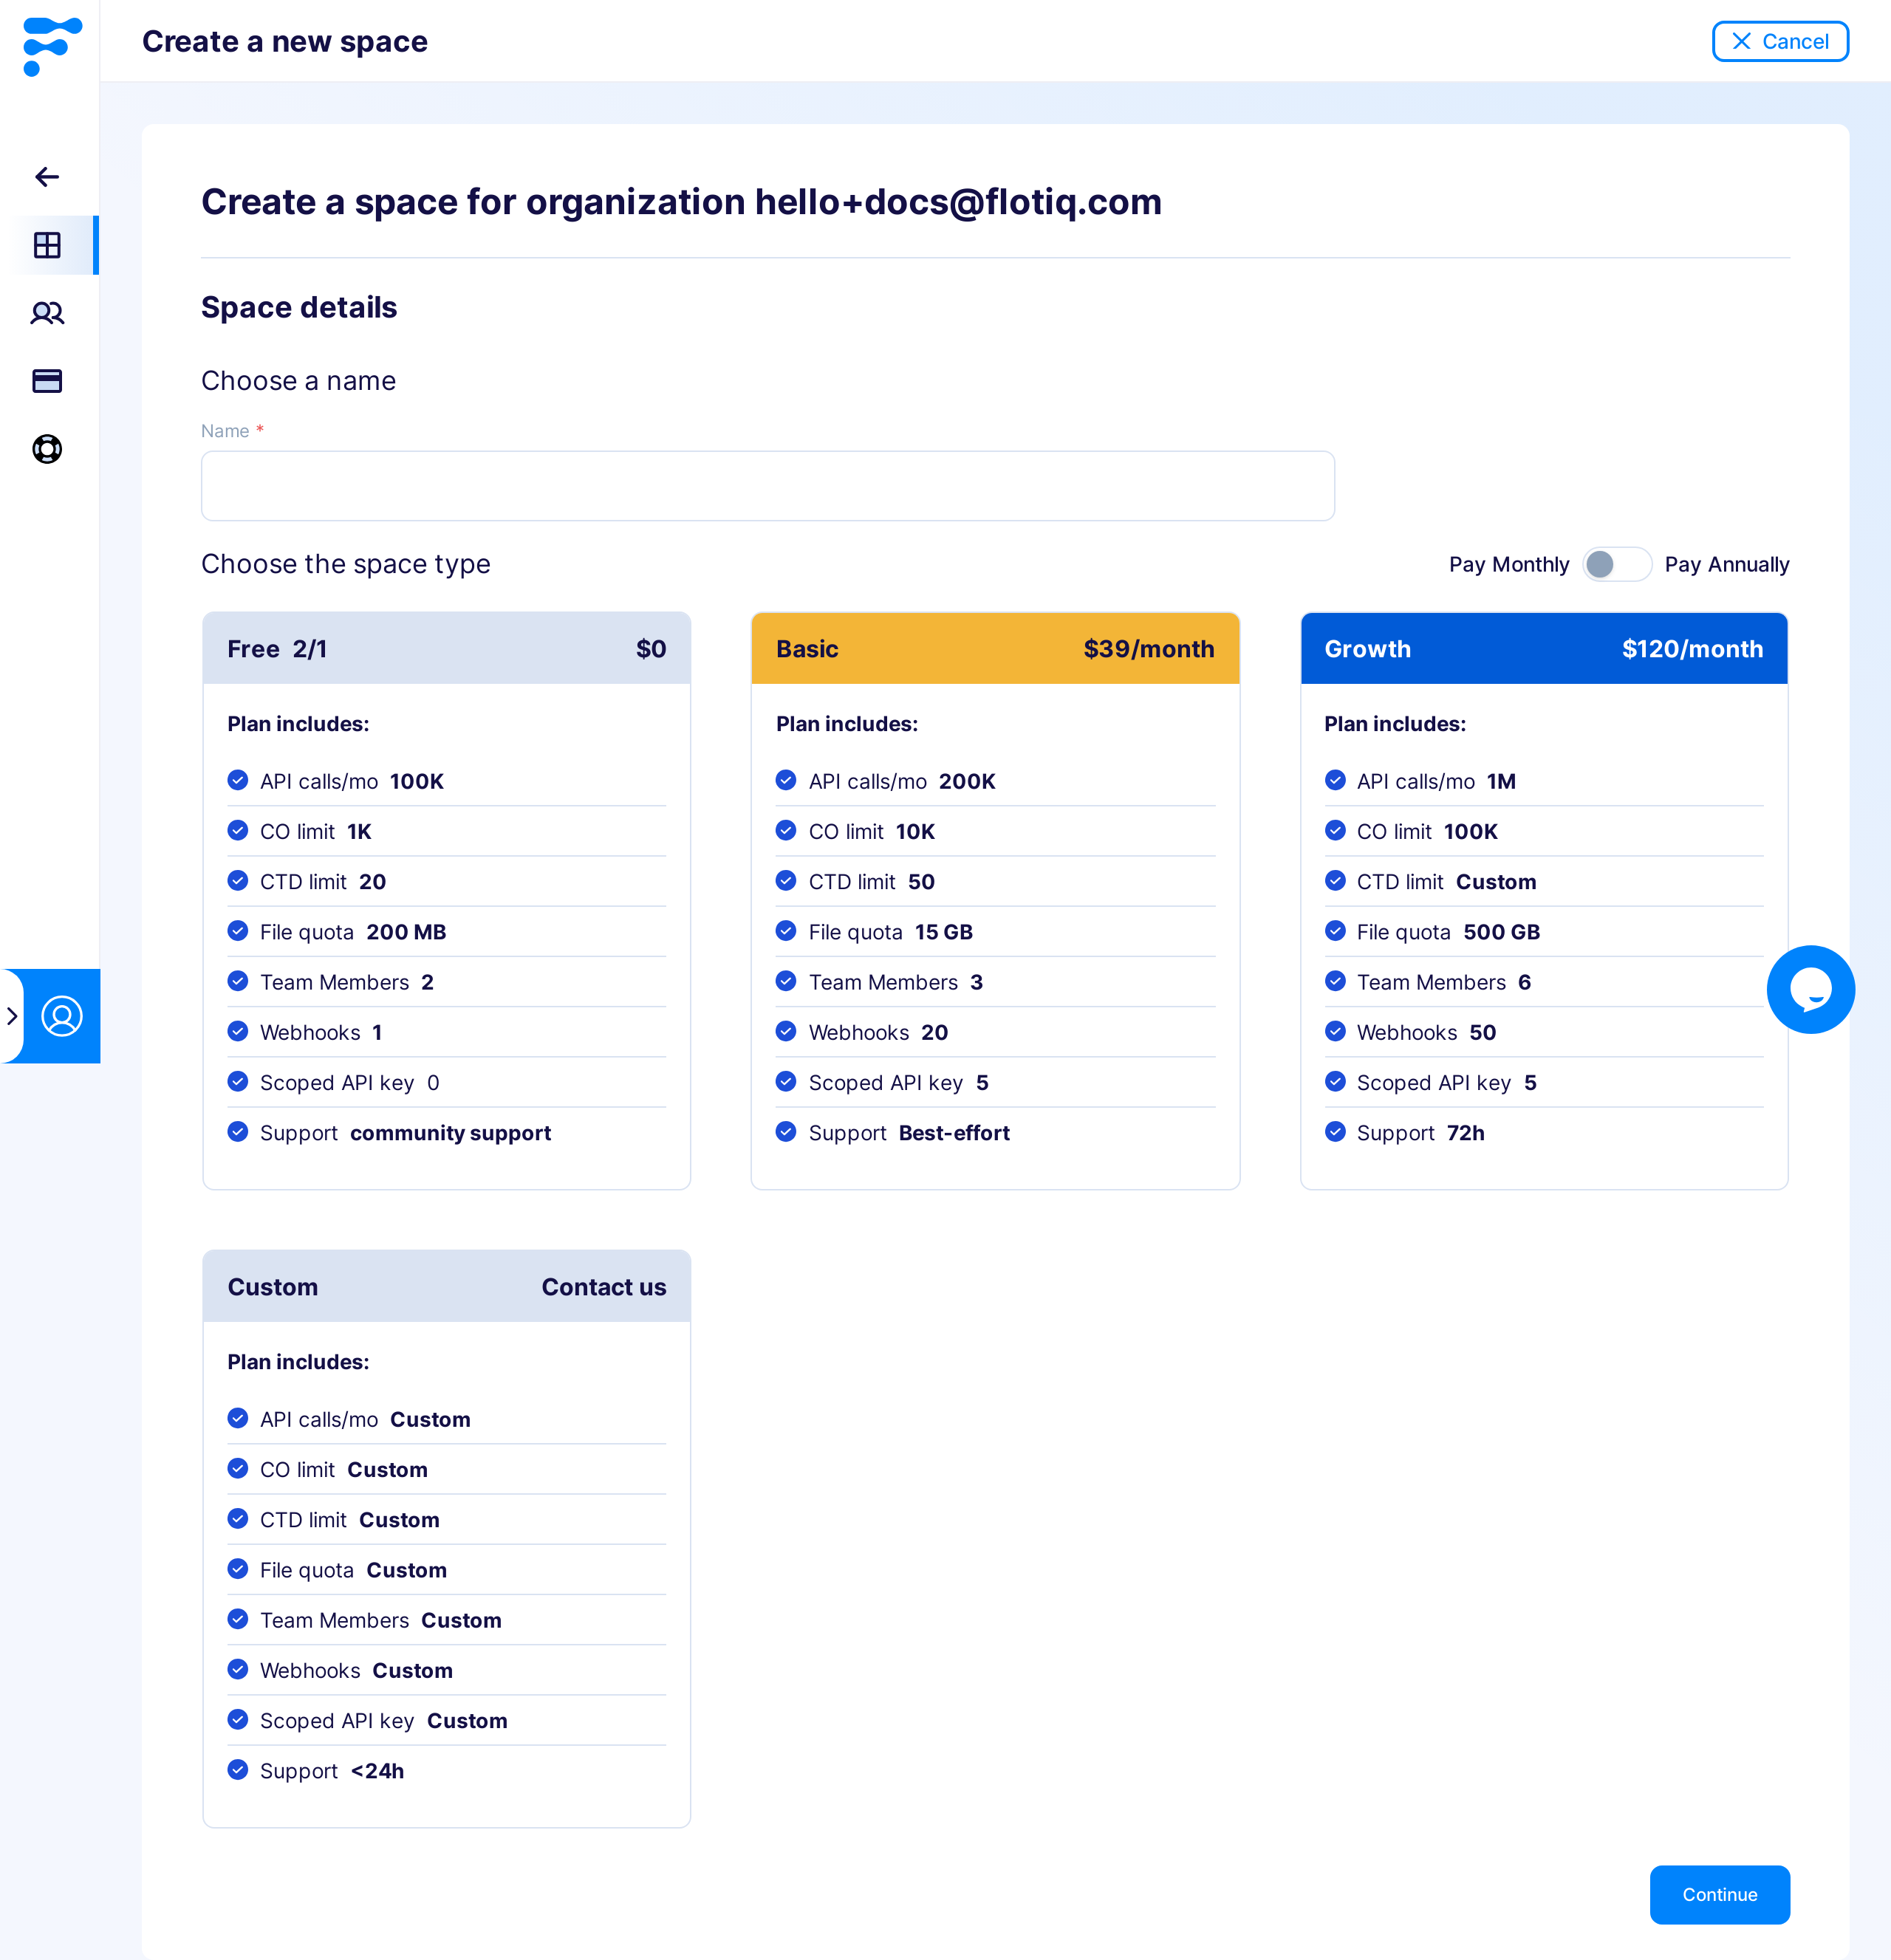 Create a new space
Cancel
Create a space for organization hello+docs@flotiq.com
Space details
Choose a name
Name *
Choose the space type
Pay Monthly
Pay Annually
Free 2/1 $0
Plan includes:
API calls/mo 100K
CO limit 1K
CTD limit 20
File quota 200 MB
Team Members 2
Webhooks 1
Scoped API key 0
Support community support
Basic $39/month
Plan includes:
API calls/mo 200K
CO limit 10K
CTD limit 50
File quota 15 GB
Team Members 3
Webhooks 20
Scoped API key 5
Support Best-effort
Growth $120/month
Plan includes:
API calls/mo 1M
CO limit 100K
CTD limit Custom
File quota 500 GB
Team Members 6
Webhooks 50
Scoped API key 5
Support 72h
Custom Contact us
Plan includes:
API calls/mo Custom
CO limit Custom
CTD limit Custom
File quota Custom
Team Members Custom
Webhooks Custom
Scoped API key Custom
Support <24h
Continue